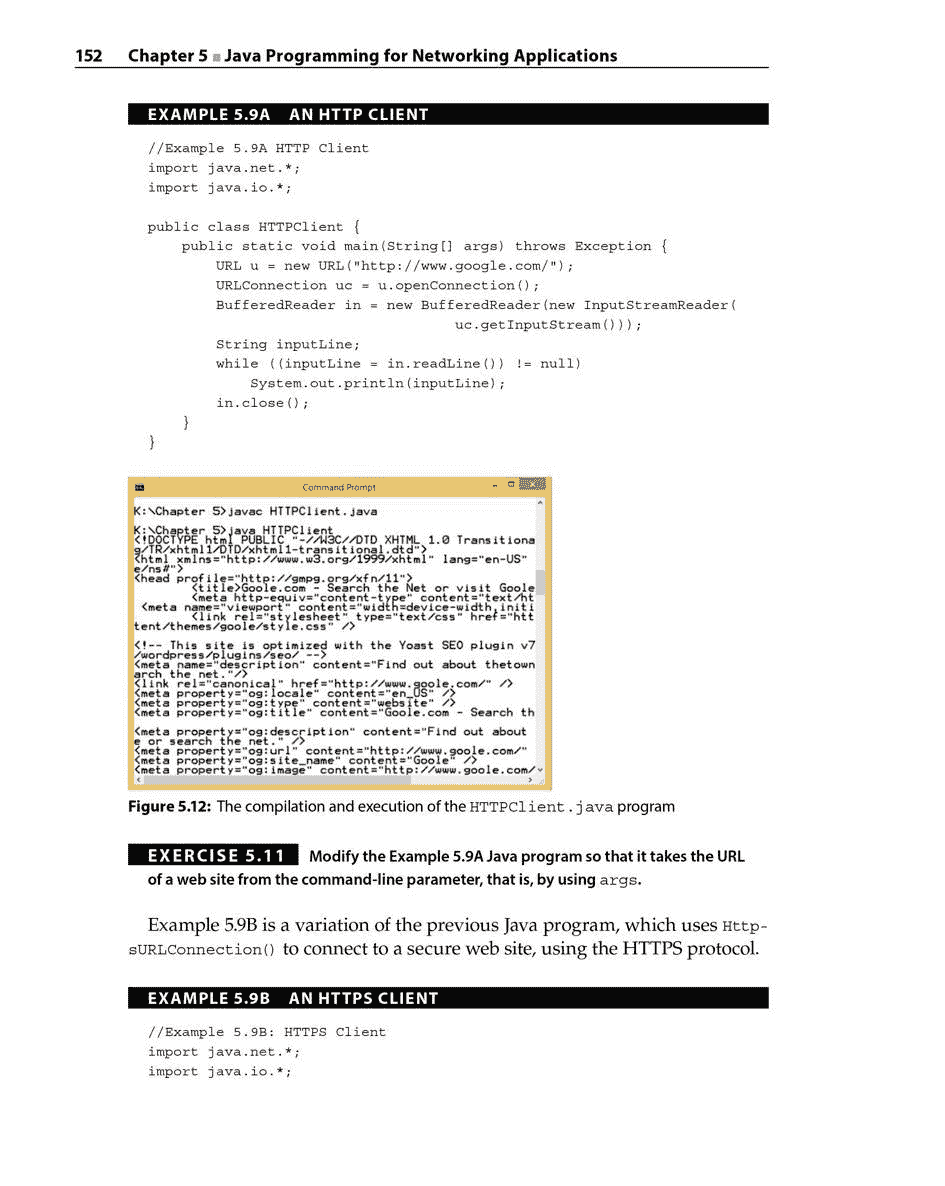 152 Chapter 5 ■ Java Programming for Networking Applications
EXAMPLE 5.9A AN HTTP CLIENT
//Example 5.9A HTTP Client
import java.net.*;
import java.io.*;
public class HTTPClient {
public static void main(String[] args) throws Exception {
URL u = new URL("http://www.google.com/");
URLConnection uc = u.openConnection();
BufferedReader in = new BufferedReader(new InputStreamReader(
uc.getInputStream()));
String inputLine;
while ((inputLine = in.readLine()) != null)
System.out.println(inputLine);
in.close();
}
}
Command Prompt
K:\Chapter 5>javac HTTPClient.java
K:\Chapter 5>java HTTPClient
<!DOCTYPE html PUBLIC "-//W3C//DTD XHTML 1.0 Transitiona
g/TR/xhtml1/DTD/xhtml1-transitional.dtd">
<html xmlns="http://www.w3.org/1999/xhtml" lang="en-US"
e/ns#">
<head profile="http://gmpg.org/xfn/11">
<title>Goole.com - Search the Net or visit Goole
<meta http-equiv="content-type" content="text/ht
<meta name="viewport" content="width=device-width,initi
<link rel="stylesheet" type="text/css" href="htt
tent/themes/goole/style.css" />
<!-- This site is optimized with the Yoast SEO plugin v7
/wordpress/plugins/seo/ -->
<meta name="description" content="Find out about thetown
arch the net."/>
<link rel="canonical" href="http://www.goole.com/" />
<meta property="og:locale" content="en_US" />
<meta property="og:type" content="website" />
<meta property="og:title" content="Goole.com - Search th
<meta property="og:description" content="Find out about
e or search the net." />
<meta property="og:url" content="http://www.goole.com/"
<meta property="og:site_name" content="Goole" />
<meta property="og:image" content="http://www.goole.com/
Figure 5.12: The compilation and execution of the HTTPClient.java program
EXERCISE 5.11 Modify the Example 5.9A Java program so that it takes the URL
of a web site from the command-line parameter, that is, by using args.
Example 5.9B is a variation of the previous Java program, which uses Http-
sURLConnection() to connect to a secure web site, using the HTTPS protocol.
EXAMPLE 5.9B AN HTTPS CLIENT
//Example 5.9B: HTTPS Client
import java.net.*;
import java.io.*;